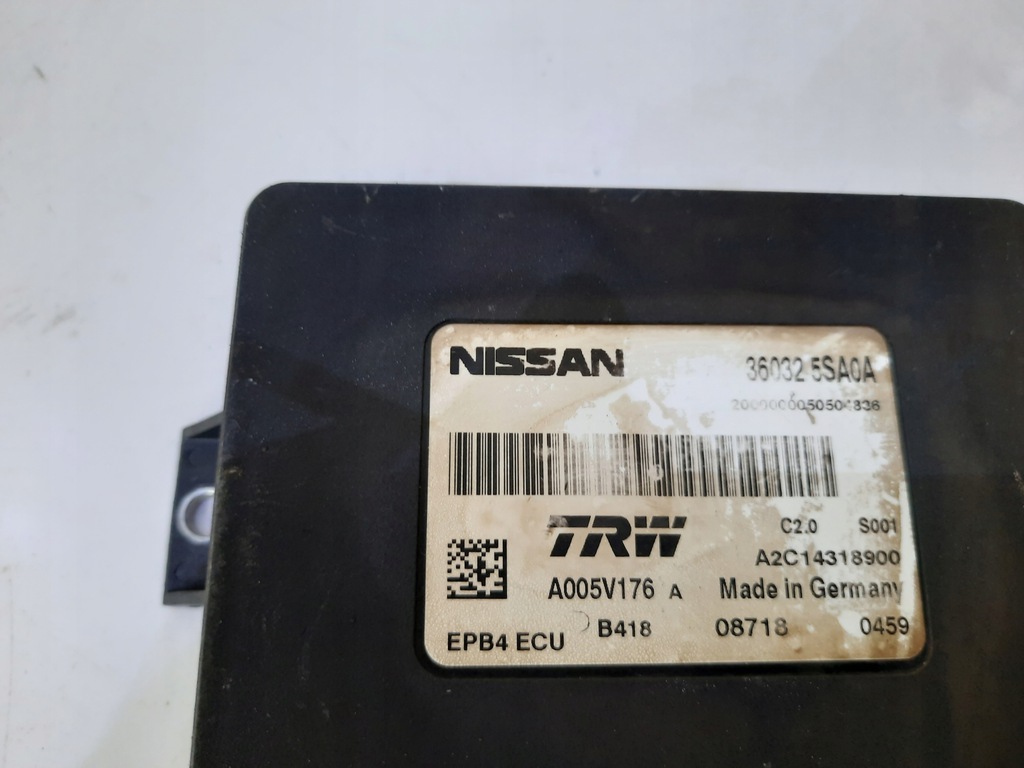 NISSAN 36032 5SA0A
TRW C2.0 S001
A2C14318900
A005V176 A Made in Germany
EPB4 ECU B418 08718 0459